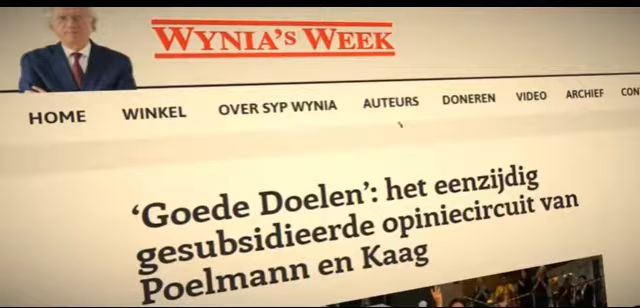 WYNIA'S WEEK
HOME WINKEL OVER SYP WYNIA AUTEURS DONEREN VIDEO ARCHIEF CON
'Goede Doelen': het eenzijdig
gesubsidieerde opiniecircuit van
Poelmann en Kaag